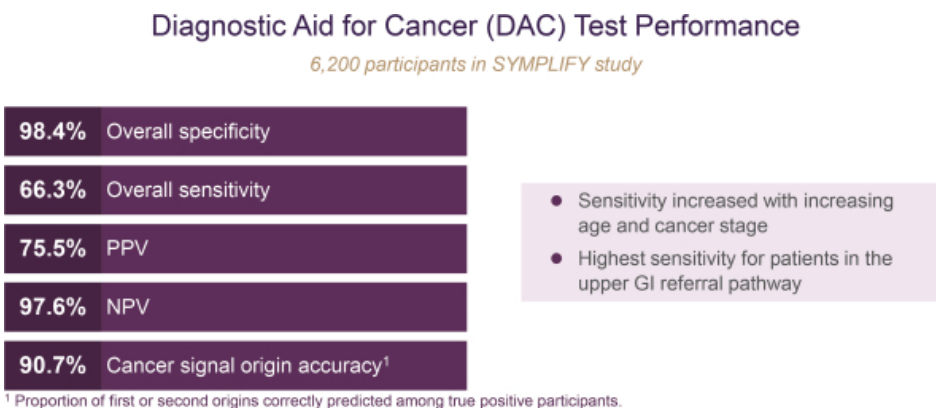 Diagnostic Aid for Cancer (DAC) Test Performance
6,200 participants in SYMPLIFY study
98.4% Overall specificity
66.3% Overall sensitivity
75.5% PPV
97.6% NPV
90.7% Cancer signal origin accuracy¹
● Sensitivity increased with increasing
age and cancer stage
● Highest sensitivity for patients in the
upper GI referral pathway
¹ Proportion of first or second origins correctly predicted among true positive participants.